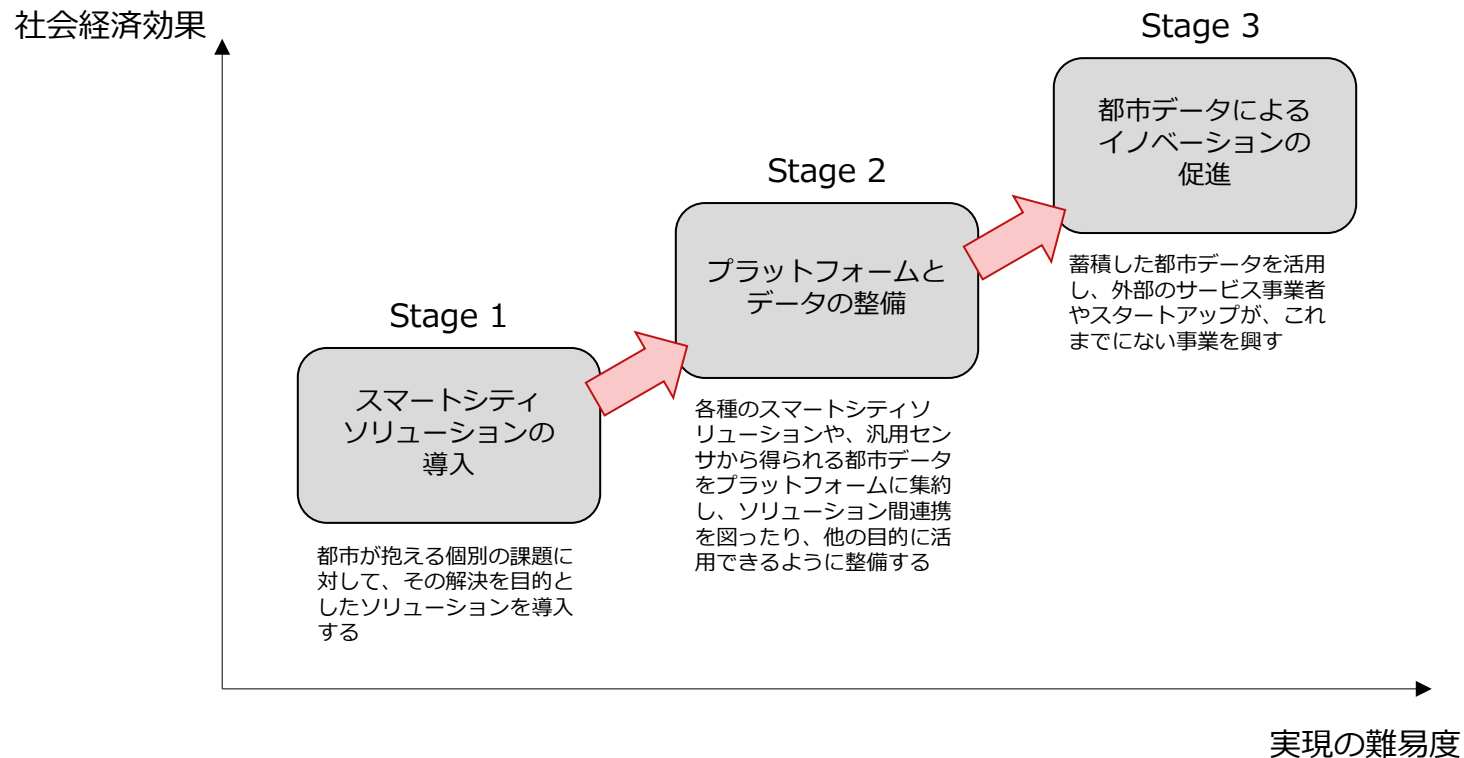 社会経済効果
Stage 1
スマートシティ
ソリューションの
導入
都市が抱える個別の課題に
対して、その解決を目的と
したソリューションを導入
する
Stage 2
プラットフォームと
データの整備
各種のスマートシティソ
リューションや、汎用セン
サから得られる都市データ
をプラットフォームに集約
し、ソリューション間連携
を図ったり、他の目的に活
用できるように整備する
Stage 3
都市データによる
イノベーションの
促進
蓄積した都市データを活用
し、外部のサービス事業者
やスタートアップが、これ
までにない事業を興す
実現の難易度